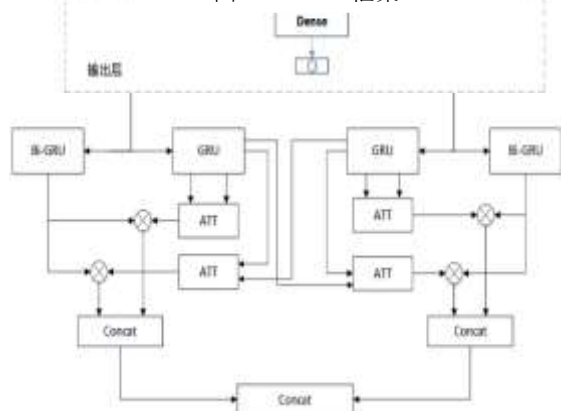 Dense
输出层
Bi-GRU
GRU
GRU
Bi-GRU
ATT
ATT
ATT
ATT
Concat
Concat
Concat